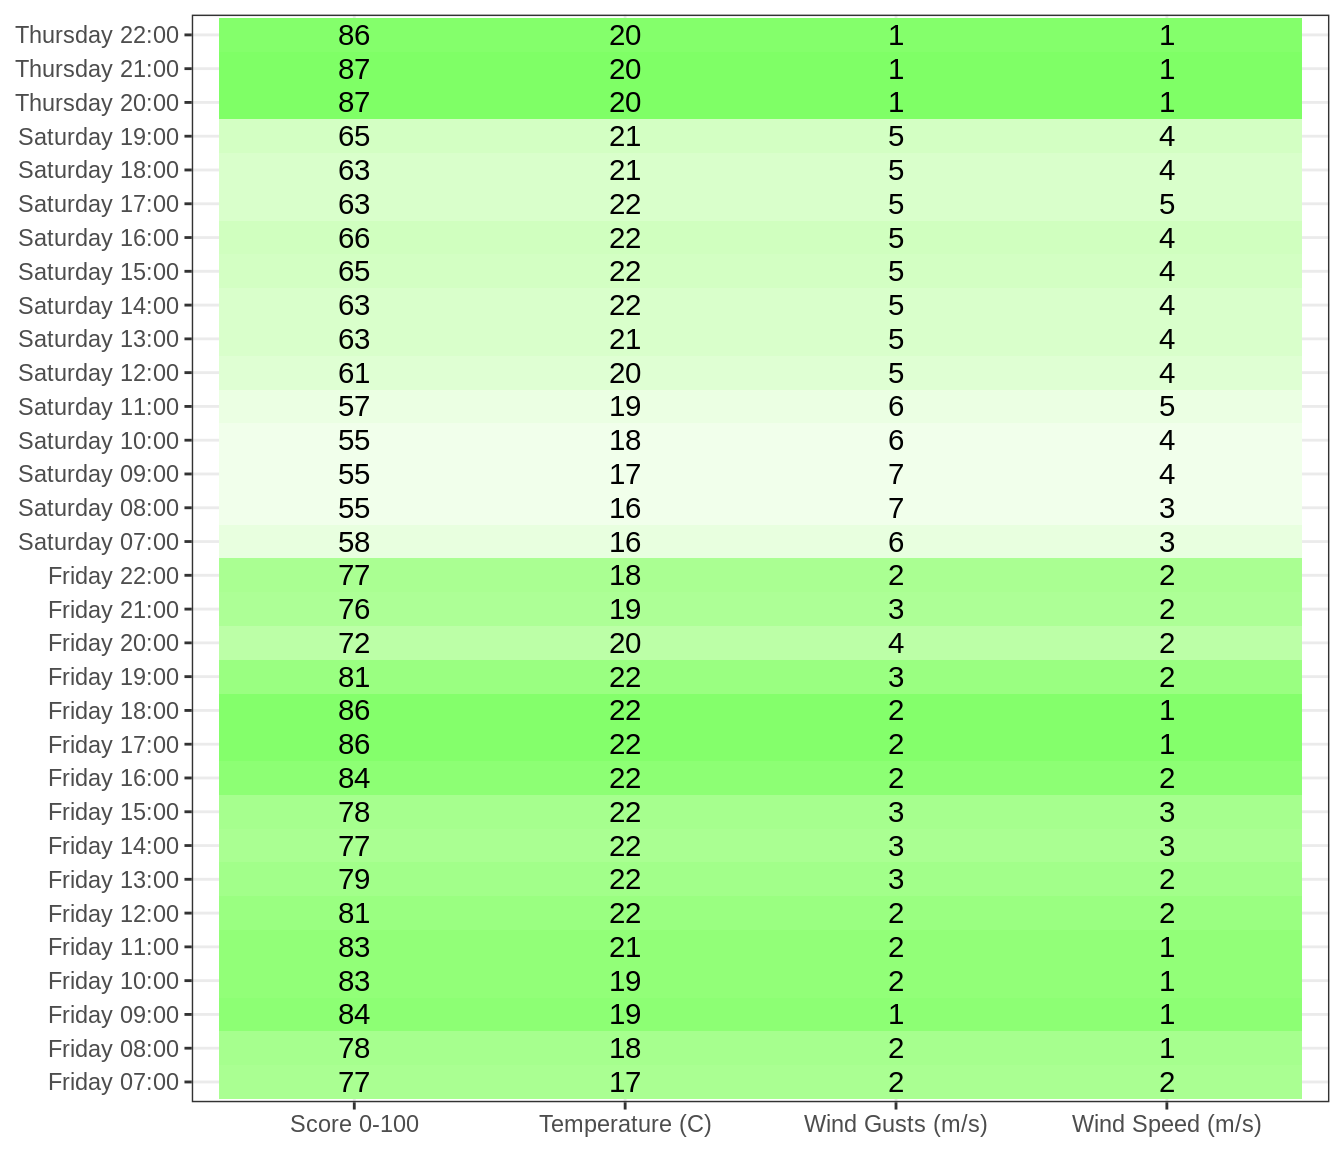 Thursday 22:00 86 20 1 1
Thursday 21:00 87 20 1 1
Thursday 20:00 87 20 1 1
Saturday 19:00 65 21 5 4
Saturday 18:00 63 21 5 4
Saturday 17:00 63 22 5 5
Saturday 16:00 66 22 5 4
Saturday 15:00 65 22 5 4
Saturday 14:00 63 22 5 4
Saturday 13:00 63 21 5 4
Saturday 12:00 61 20 5 4
Saturday 11:00 57 19 6 5
Saturday 10:00 55 18 6 4
Saturday 09:00 55 17 7 4
Saturday 08:00 55 16 7 3
Saturday 07:00 58 16 6 3
Friday 22:00 77 18 2 2
Friday 21:00 76 19 3 2
Friday 20:00 72 20 4 2
Friday 19:00 81 22 3 2
Friday 18:00 86 22 2 1
Friday 17:00 86 22 2 1
Friday 16:00 84 22 2 2
Friday 15:00 78 22 3 3
Friday 14:00 77 22 3 3
Friday 13:00 79 22 3 2
Friday 12:00 81 22 2 2
Friday 11:00 83 21 2 1
Friday 10:00 83 19 2 1
Friday 09:00 84 19 1 1
Friday 08:00 78 18 2 1
Friday 07:00 77 17 2 2
Score 0-100 Temperature (C) Wind Gusts (m/s) Wind Speed (m/s)